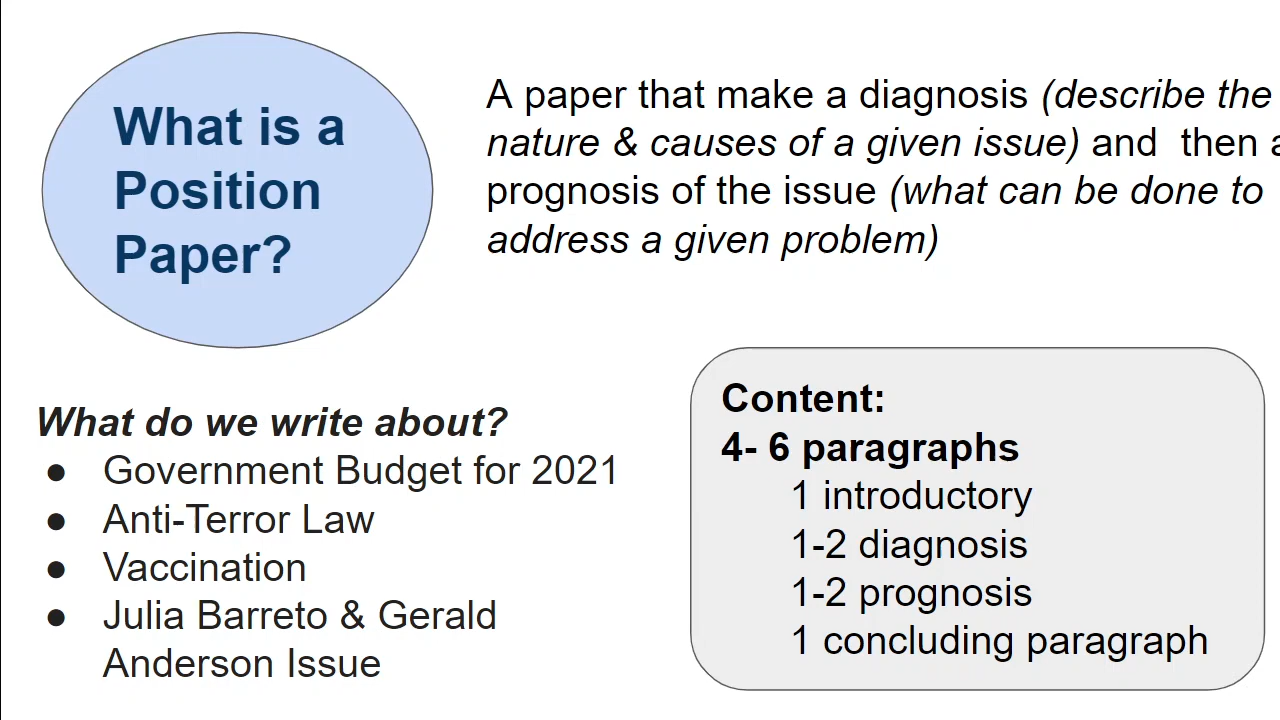 What is a
Position
Paper?
A paper that make a diagnosis (describe the
nature & causes of a given issue) and then a
prognosis of the issue (what can be done to
address a given problem)
What do we write about?
● Government Budget for 2021
● Anti-Terror Law
● Vaccination
● Julia Barreto & Gerald
Anderson Issue
Content:
4- 6 paragraphs
1 introductory
1-2 diagnosis
1-2 prognosis
1 concluding paragraph